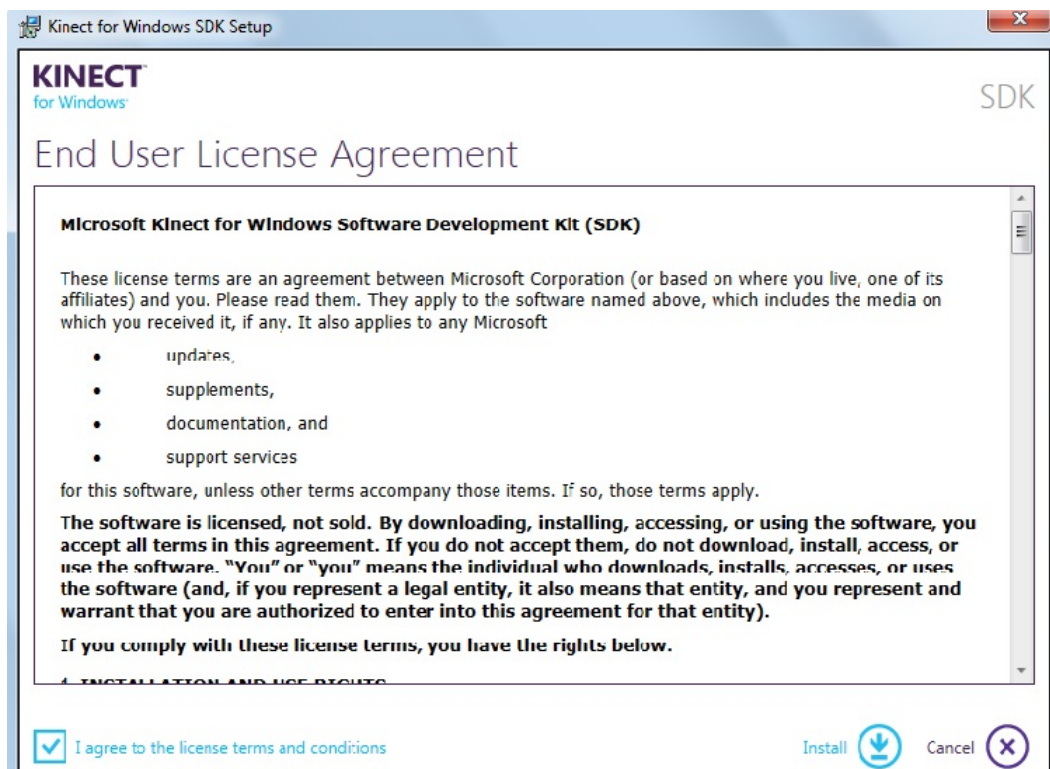 Kinect for Windows SDK Setup
KINECT™
for Windows®
SDK
End User License Agreement
Microsoft Kinect for Windows Software Development Kit (SDK)
These license terms are an agreement between Microsoft Corporation (or based on where you live, one of its
affiliates) and you. Please read them. They apply to the software named above, which includes the media on
which you received it, if any. It also applies to any Microsoft
• updates,
• supplements,
• documentation, and
• support services
for this software, unless other terms accompany those items. If so, those terms apply.
The software is licensed, not sold. By downloading, installing, accessing, or using the software, you
accept all terms in this agreement. If you do not accept them, do not download, install, access, or
use the software. “You” or “you” means the individual who downloads, installs, accesses, or uses
the software (and, if you represent a legal entity, it also means that entity, and you represent and
warrant that you are authorized to enter into this agreement for that entity).
If you comply with these license terms, you have the rights below.
1. INSTALLATION AND USE RIGHTS
I agree to the license terms and conditions
Install
Cancel